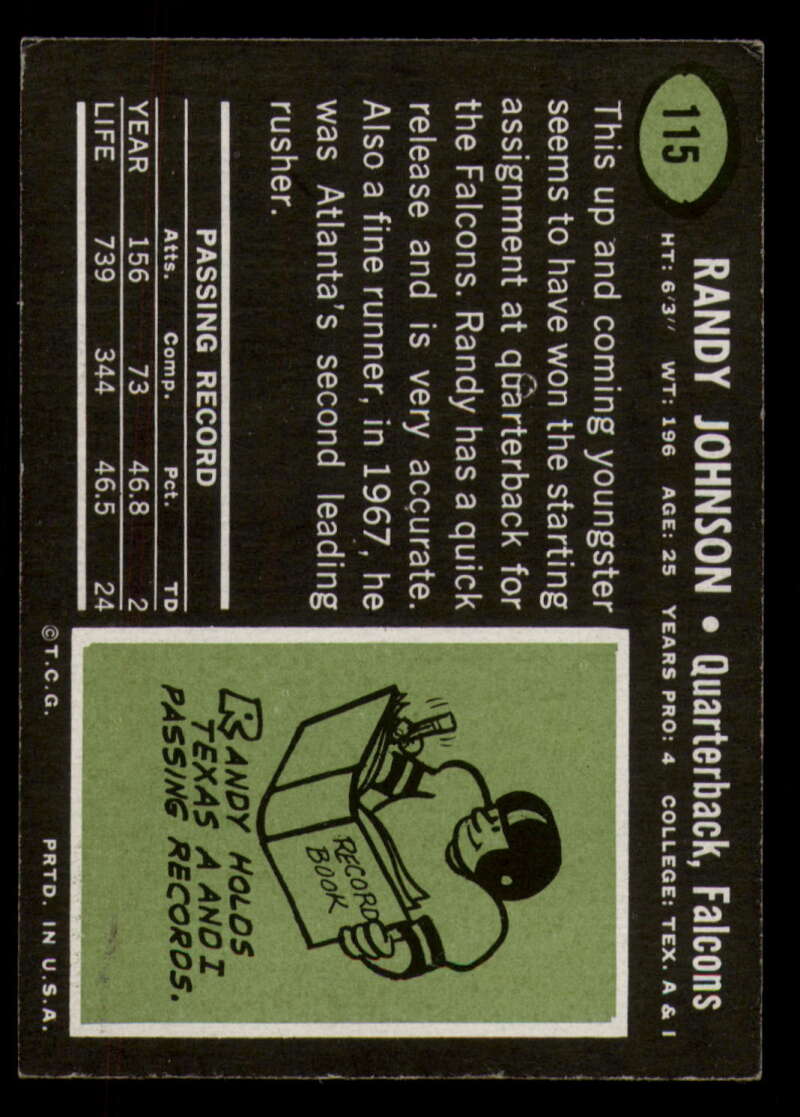 115
RANDY JOHNSON • Quarterback, Falcons
HT: 6'3" WT: 196 AGE: 25 YEARS PRO: 4 COLLEGE: TEX. A & I
This up and coming youngster
seems to have won the starting
assignment at quarterback for
the Falcons. Randy has a quick
release and is very accurate.
Also a fine runner, in 1967, he
was Atlanta's second leading
rusher.
PASSING RECORD
Atts. Comp. Pct. TD
YEAR 156 73 46.8 2
LIFE 739 344 46.5 24
RECORD
BOOK
RANDY HOLDS
TEXAS A AND I
PASSING RECORDS.
© T.C.G. PRTD. IN U.S.A.